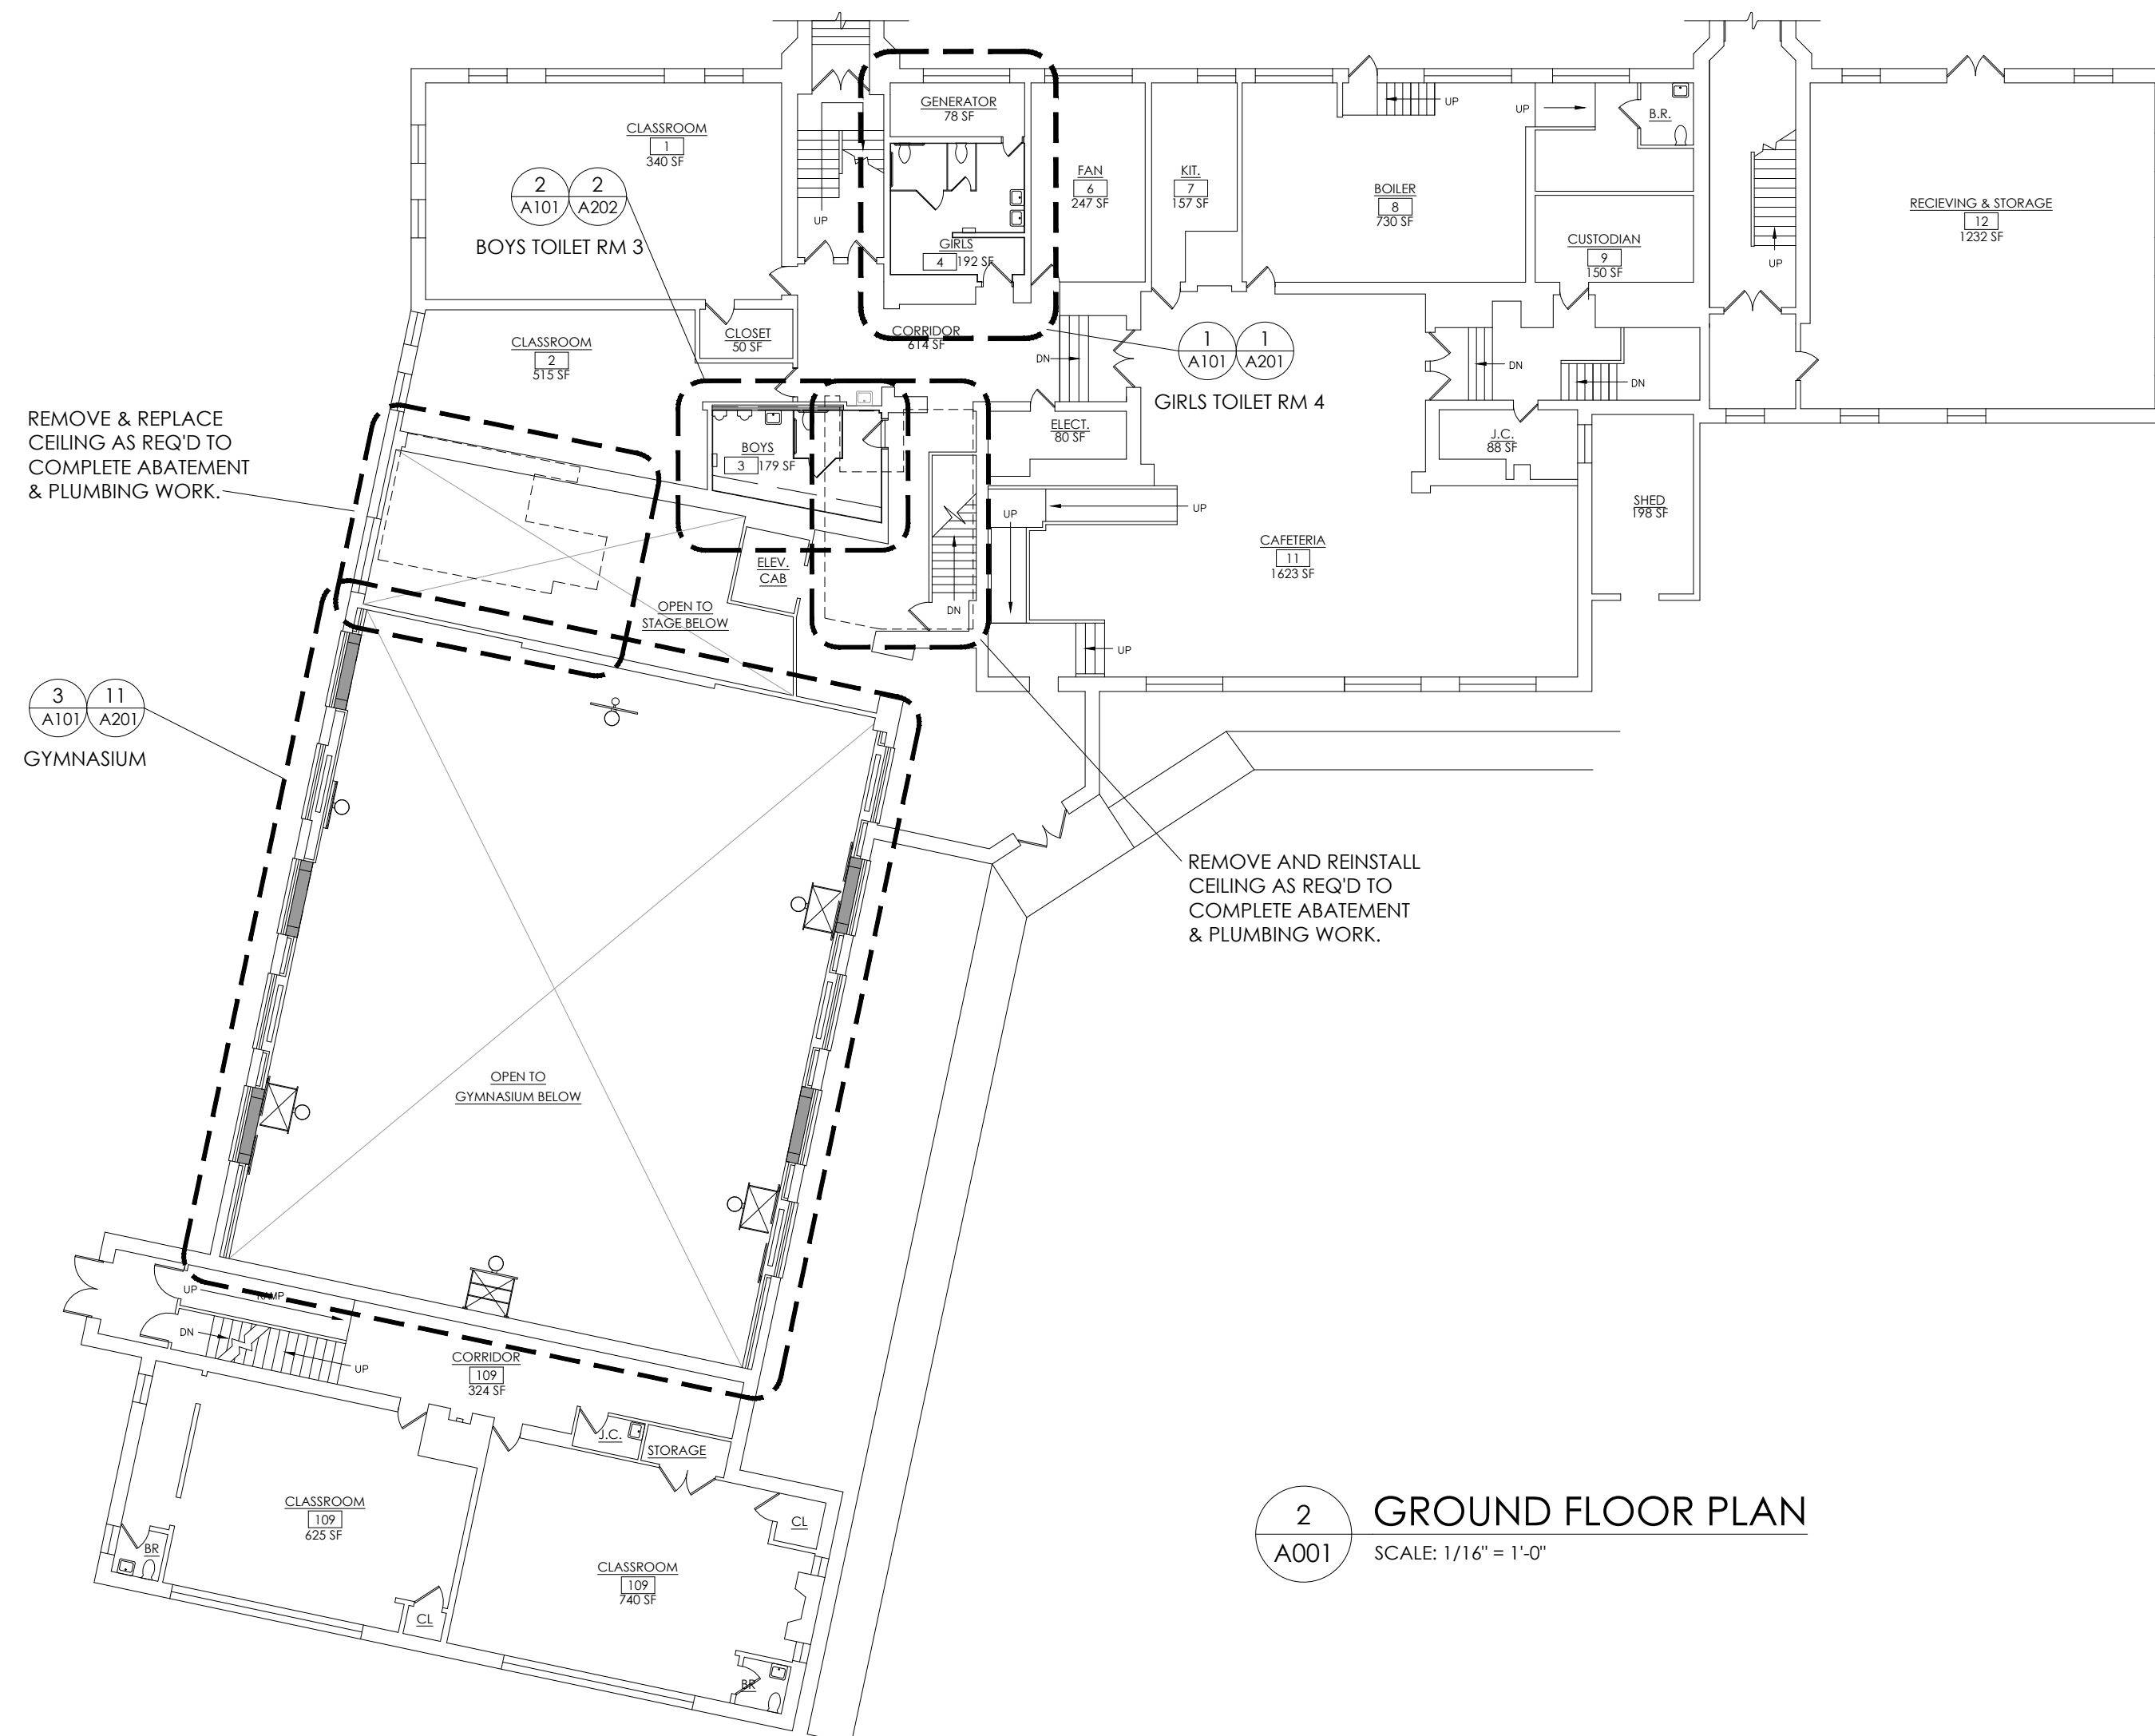 GENERATOR
78 SF
CLASSROOM
1
340 SF
2
A101
2
A202
BOYS TOILET RM 3
UP
GIRLS
4
192 SF
FAN
6
247 SF
KIT.
7
157 SF
BOILER
8
730 SF
UP
UP
B.R.
CUSTODIAN
9
150 SF
UP
RECIEVING & STORAGE
12
1232 SF
CLASSROOM
2
515 SF
CLOSET
50 SF
CORRIDOR
614 SF
DN
1
A101
1
A201
GIRLS TOILET RM 4
DN
DN
REMOVE & REPLACE
CEILING AS REQ'D TO
COMPLETE ABATEMENT
& PLUMBING WORK.
BOYS
3
179 SF
ELECT.
80 SF
J.C.
88 SF
SHED
198 SF
UP
UP
CAFETERIA
11
1623 SF
ELEV.
CAB
DN
OPEN TO
STAGE BELOW
UP
3
A101
11
A201
GYMNASIUM
REMOVE AND REINSTALL
CEILING AS REQ'D TO
COMPLETE ABATEMENT
& PLUMBING WORK.
OPEN TO
GYMNASIUM BELOW
UP
RAMP
DN
UP
CORRIDOR
109
324 SF
J.C.
STORAGE
CLASSROOM
109
625 SF
BR
CL
CL
CLASSROOM
109
740 SF
BR
2
A001
GROUND FLOOR PLAN
SCALE: 1/16" = 1'-0"